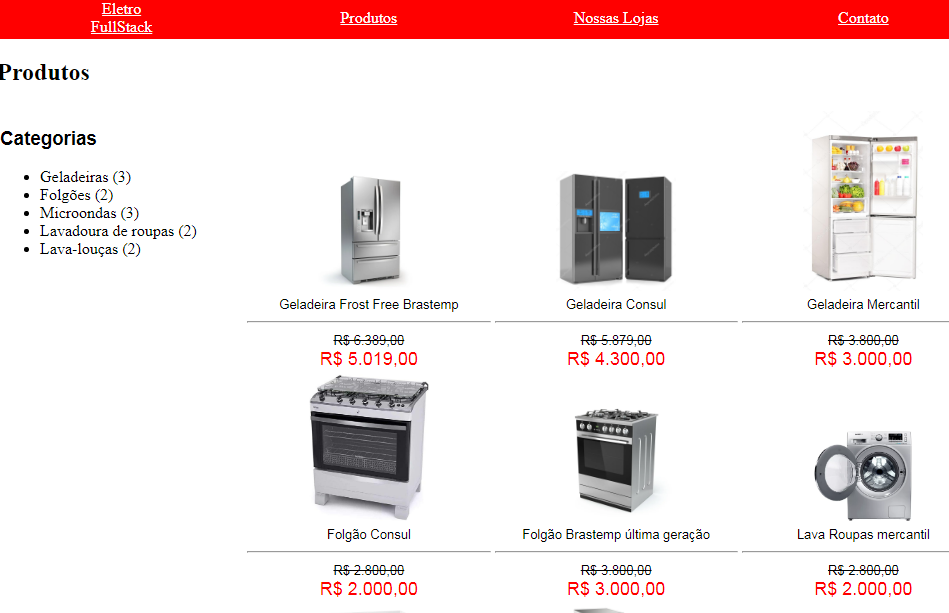 Eletro
FullStack
Produtos
Nossas Lojas
Contato
Produtos
Categorias
Geladeiras (3)
Folgões (2)
Microondas (3)
Lavadoura de roupas (2)
Lava-louças (2)
Geladeira Frost Free Brastemp
R$ 6.389,00
R$ 5.019,00
Geladeira Consul
R$ 5.879,00
R$ 4.300,00
Geladeira Mercantil
R$ 3.800,00
R$ 3.000,00
Folgão Consul
R$ 2.800,00
R$ 2.000,00
Folgão Brastemp última geração
R$ 3.800,00
R$ 3.000,00
Lava Roupas mercantil
R$ 2.800,00
R$ 2.000,00